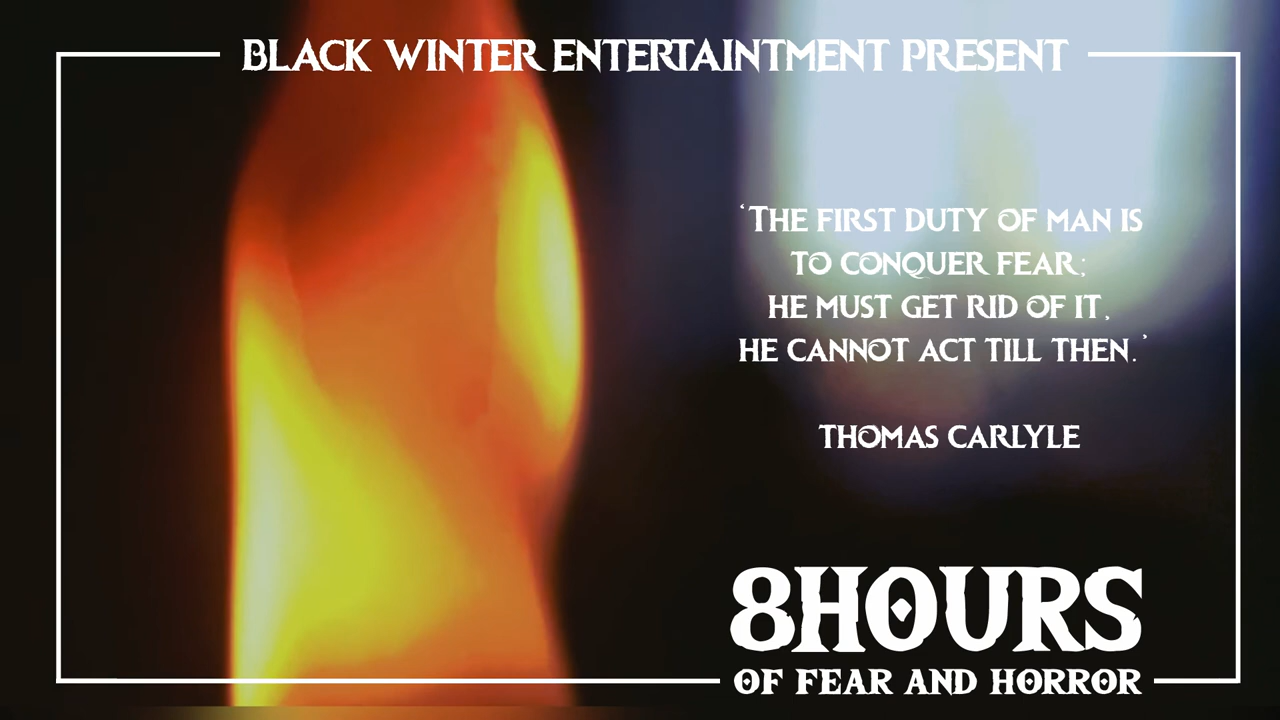 BLACK WINTER ENTERTAINTMENT PRESENT
‘THE FIRST DUTY OF MAN IS
TO CONQUER FEAR;
HE MUST GET RID OF IT,
HE CANNOT ACT TILL THEN.’
THOMAS CARLYLE
8HOURS
OF FEAR AND HORROR